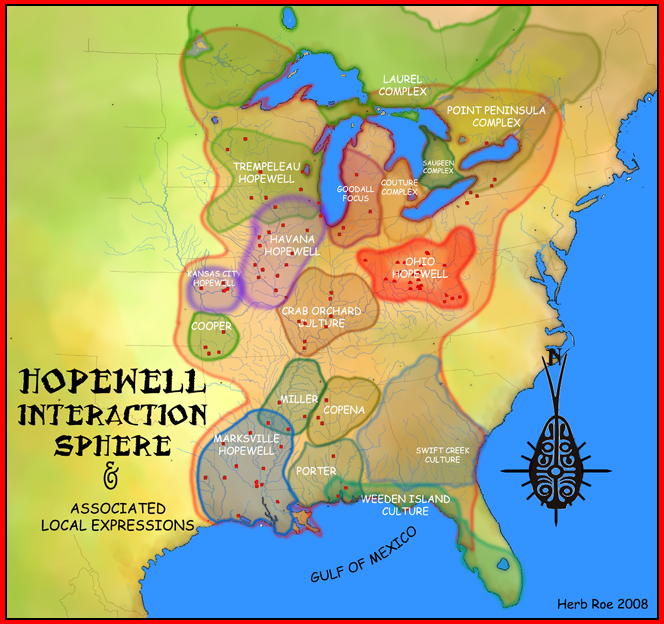 LAUREL
COMPLEX
POINT PENINSULA
COMPLEX
SAUGEEN
COMPLEX
TREMPELEAU
HOPEWELL
GOODALL
FOCUS
COUTURE
COMPLEX
HAVANA
HOPEWELL
OHIO
HOPEWELL
KANSAS CITY
HOPEWELL
CRAB ORCHARD
CULTURE
COOPER
HOPEWELL
INTERACTION
SPHERE
&
ASSOCIATED
LOCAL EXPRESSIONS
MILLER
COPENA
MARKSVILLE
HOPEWELL
PORTER
SWIFT CREEK
CULTURE
WEEDEN ISLAND
CULTURE
GULF OF MEXICO
N
Herb Roe 2008